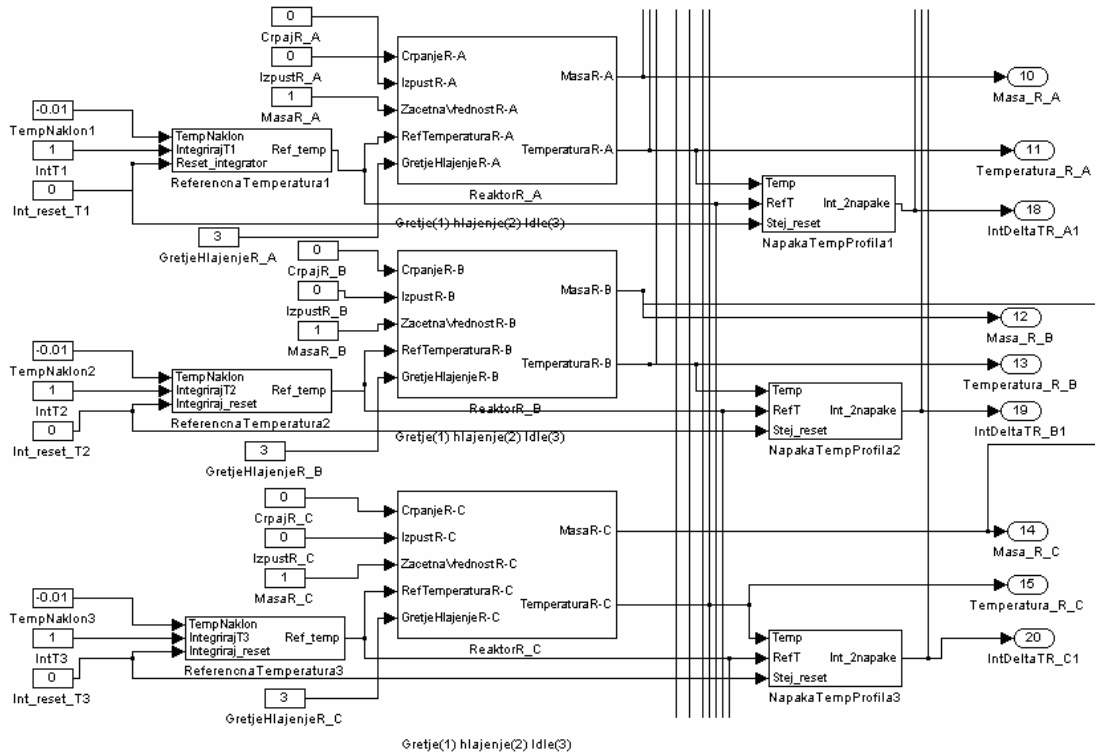 0
CrpajR_A
0
IzpustR_A
1
MasaR_A
-0.01
TempNaklon1
1
IntT1
0
Int_reset_T1
TempNaklon
IntegrirajT1
Reset_integrator
Ref_temp
ReferencnaTemperatura1
3
GretjeHlajenjeR_A
CrpanjeR-A
IzpustR-A
ZacetnaVrednostR-A
RefTemperaturaR-A
GretjeHlajenjeR-A
MasaR-A
TemperaturaR-A
ReaktorR_A
Gretje(1) hlajenje(2) Idle(3)
Temp
RefT
Stej_reset
Int_2napake
NapakaTempProfila1
10
Masa_R_A
11
Temperatura_R_A
18
IntDeltaTR_A1
0
CrpajR_B
0
IzpustR_B
1
MasaR_B
-0.01
TempNaklon2
1
IntT2
0
Int_reset_T2
TempNaklon
IntegrirajT2
Integriraj_reset
Ref_temp
ReferencnaTemperatura2
3
GretjeHlajenjeR_B
CrpanjeR-B
IzpustR-B
ZacetnaVrednostR-B
RefTemperaturaR-B
GretjeHlajenjeR-B
MasaR-B
TemperaturaR-B
ReaktorR_B
Gretje(1) hlajenje(2) Idle(3)
Temp
RefT
Stej_reset
Int_2napake
NapakaTempProfila2
12
Masa_R_B
13
Temperatura_R_B
19
IntDeltaTR_B1
0
CrpajR_C
0
IzpustR_C
1
MasaR_C
-0.01
TempNaklon3
1
IntT3
0
Int_reset_T3
TempNaklon
IntegrirajT3
Integriraj_reset
Ref_temp
ReferencnaTemperatura3
3
GretjeHlajenjeR_C
CrpanjeR-C
IzpustR-C
ZacetnaVrednostR-C
RefTemperaturaR-C
GretjeHlajenjeR-C
MasaR-C
TemperaturaR-C
ReaktorR_C
Temp
RefT
Stej_reset
Int_2napake
NapakaTempProfila3
14
Masa_R_C
15
Temperatura_R_C
20
IntDeltaTR_C1
Gretje(1) hlajenje(2) Idle(3)